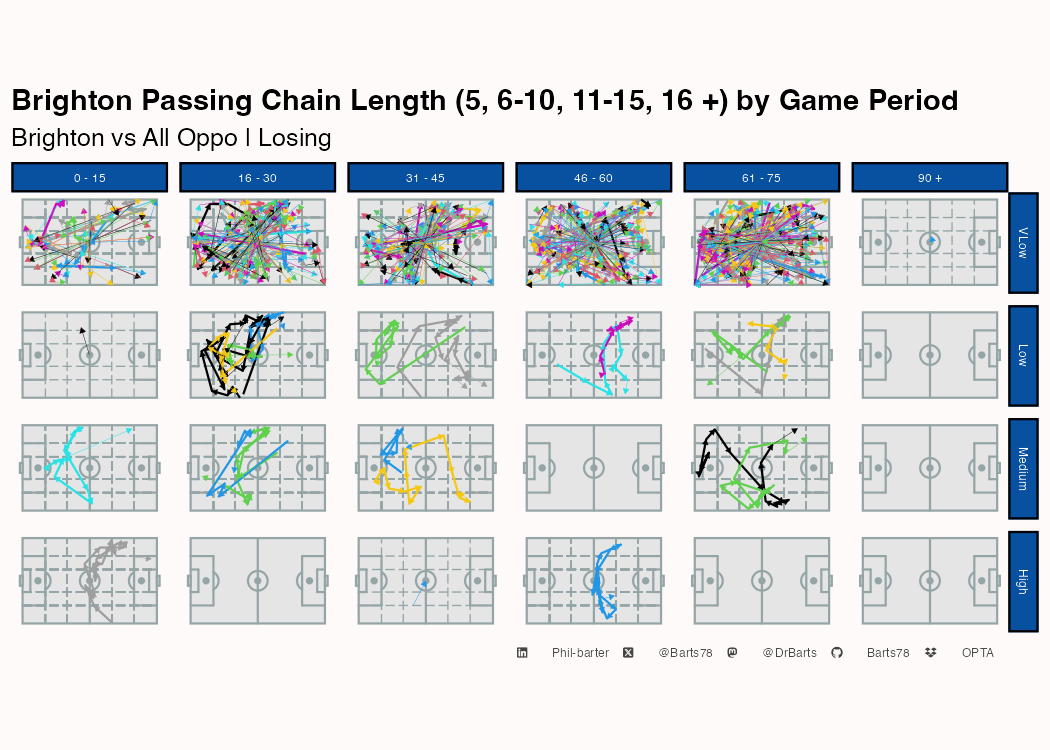 Brighton Passing Chain Length (5, 6-10, 11-15, 16 +) by Game Period
Brighton vs All Oppo | Losing
0 - 15 16 - 30 31 - 45 46 - 60 61 - 75 90 +
VLow
Low
Medium
High
Phil-barter @Barts78 @DrBarts Barts78 OPTA